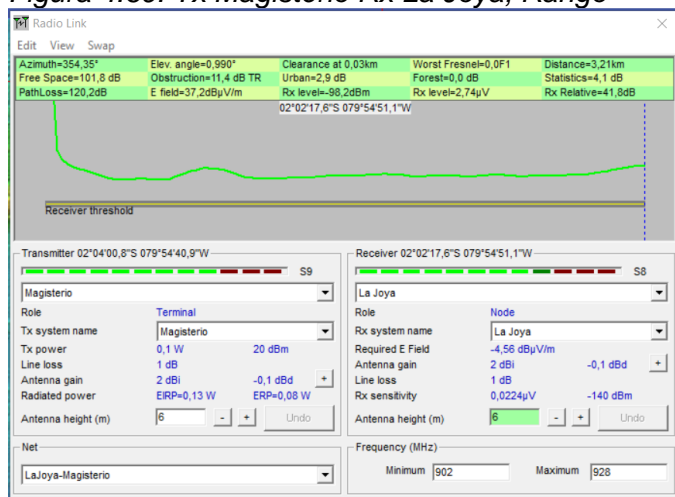 Figura 4.36: Tx Magisterio Rx La Joya, Rango
Radio Link
Edit View Swap
Azimuth=354,35° Elev. angle=0,990° Clearance at 0,03km Worst Fresnel=0,0F1 Distance=3,21km
Free Space=101,8 dB Obstruction=11,4 dB TR Urban=2,9 dB Forest=0,0 dB Statistics=4,1 dB
PathLoss=120,2dB E field=37,2dBµV/m Rx level=-98,2dBm Rx level=2,74µV Rx Relative=41,8dB
02°02'17,6"S 079°54'51,1"W
Receiver threshold
Transmitter 02°04'00,8"S 079°54'40,9"W
S9
Magisterio
Role Terminal
Tx system name Magisterio
Tx power 0,1 W 20 dBm
Line loss 1 dB
Antenna gain 2 dBi -0,1 dBd +
Radiated power EIRP=0,13 W ERP=0,08 W
Antenna height (m) 6 - + Undo
Net
LaJoya-Magisterio
Receiver 02°02'17,6"S 079°54'51,1"W
S8
La Joya
Role Node
Rx system name La Joya
Required E Field -4,56 dBµV/m
Antenna gain 2 dBi -0,1 dBd +
Line loss 1 dB
Rx sensitivity 0,0224µV -140 dBm
Antenna height (m) 6 - + Undo
Frequency (MHz)
Minimum 902 Maximum 928